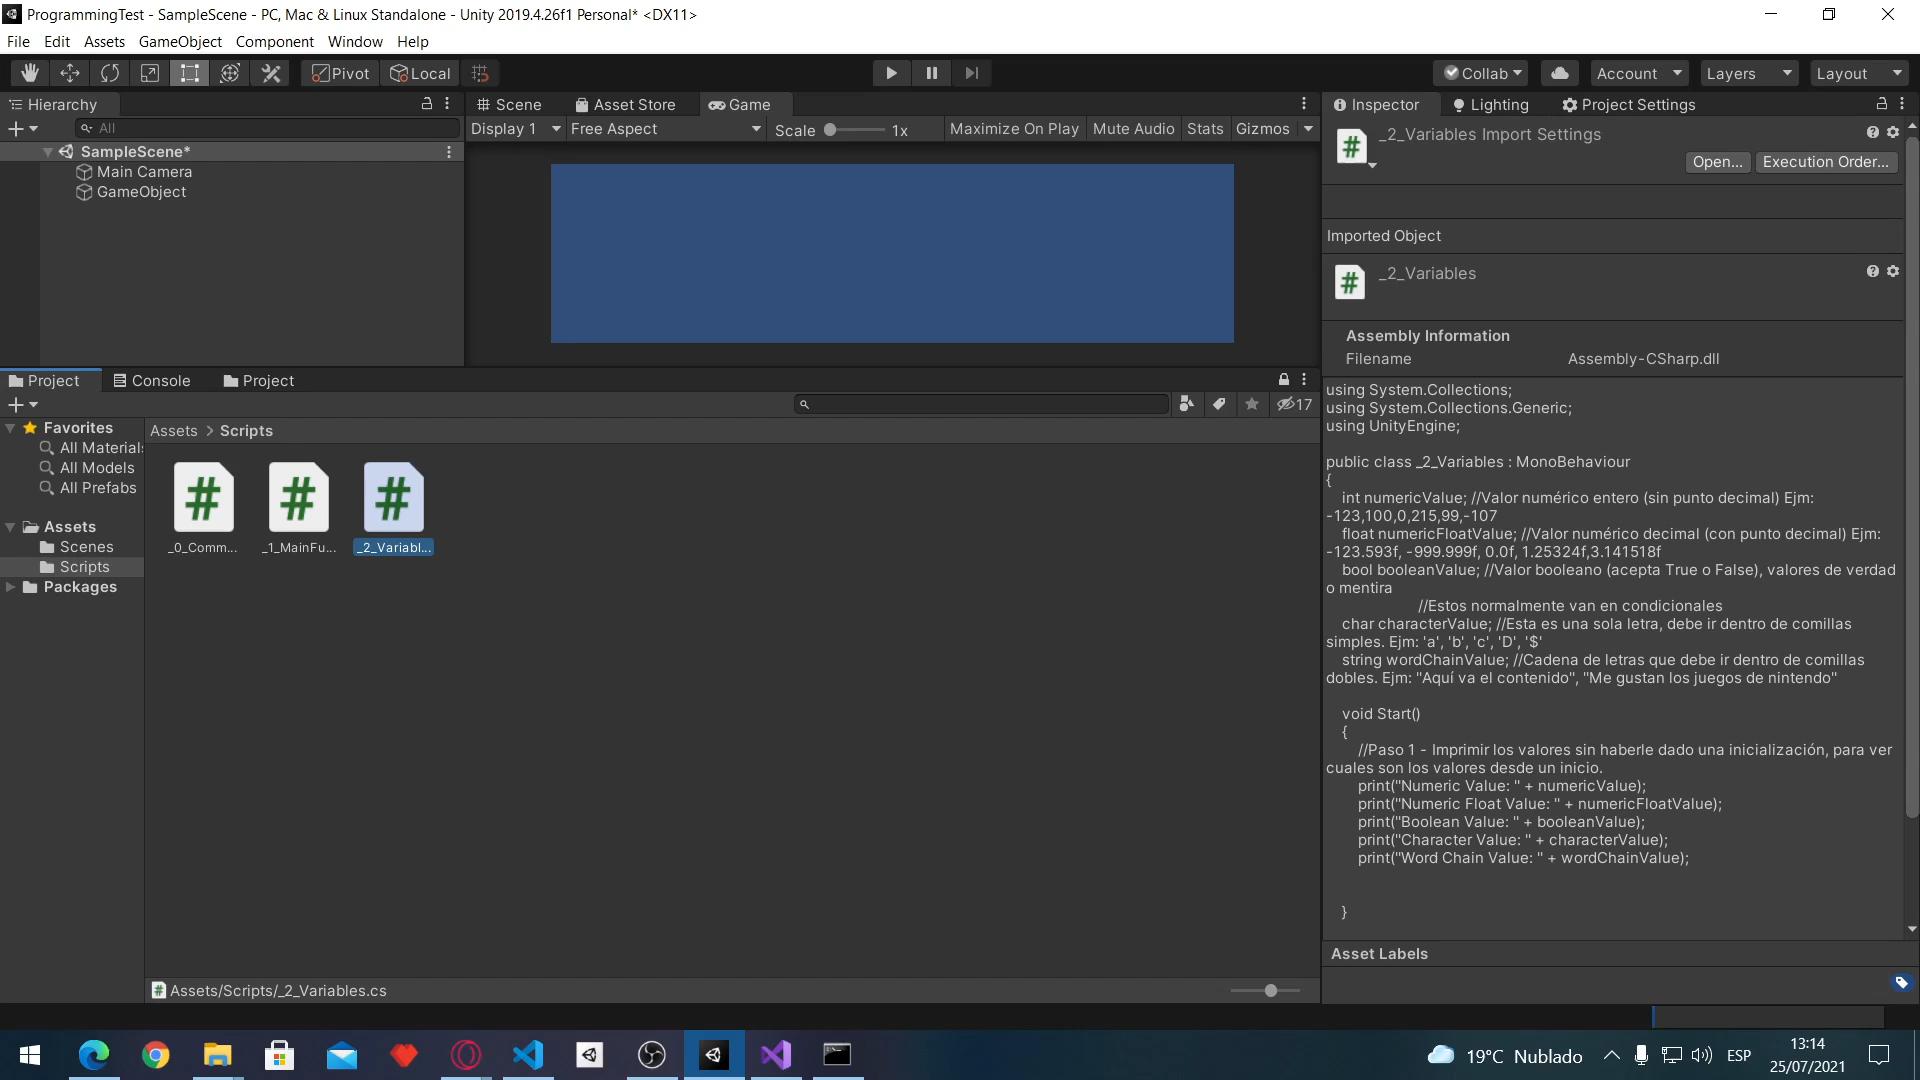 ProgrammingTest - SampleScene - PC, Mac & Linux Standalone - Unity 2019.4.26f1 Personal* <DX11>
File Edit Assets GameObject Component Window Help
Pivot Local Collab Account Layers Layout
Hierarchy
All
SampleScene*
Main Camera
GameObject
Scene Asset Store Game
Display 1 Free Aspect Scale 1x Maximize On Play Mute Audio Stats Gizmos
Project Console Project
17
Favorites
All Materials
All Models
All Prefabs
Assets
Scenes
Scripts
Packages
Assets > Scripts
_0_Comm... _1_MainFu... _2_Variabl...
Assets/Scripts/_2_Variables.cs
Inspector Lighting Project Settings
_2_Variables Import Settings
Open... Execution Order...
Imported Object
_2_Variables
Assembly Information
Filename Assembly-CSharp.dll
using System.Collections;
using System.Collections.Generic;
using UnityEngine;
public class _2_Variables : MonoBehaviour
{
int numericValue; //Valor numérico entero (sin punto decimal) Ejm:
-123,100,0,215,99,-107
float numericFloatValue; //Valor numérico decimal (con punto decimal) Ejm:
-123.593f, -999.999f, 0.0f, 1.25324f,3.141518f
bool booleanValue; //Valor booleano (acepta True o False), valores de verdad
o mentira
//Estos normalmente van en condicionales
char characterValue; //Esta es una sola letra, debe ir dentro de comillas
simples. Ejm: 'a', 'b', 'c', 'D', '$'
string wordChainValue; //Cadena de letras que debe ir dentro de comillas
dobles. Ejm: "Aquí va el contenido", "Me gustan los juegos de nintendo"
void Start()
{
//Paso 1 - Imprimir los valores sin haberle dado una inicialización, para ver
cuales son los valores desde un inicio.
print("Numeric Value: " + numericValue);
print("Numeric Float Value: " + numericFloatValue);
print("Boolean Value: " + booleanValue);
print("Character Value: " + characterValue);
print("Word Chain Value: " + wordChainValue);
}
Asset Labels
19°C Nublado
ESP
13:14
25/07/2021